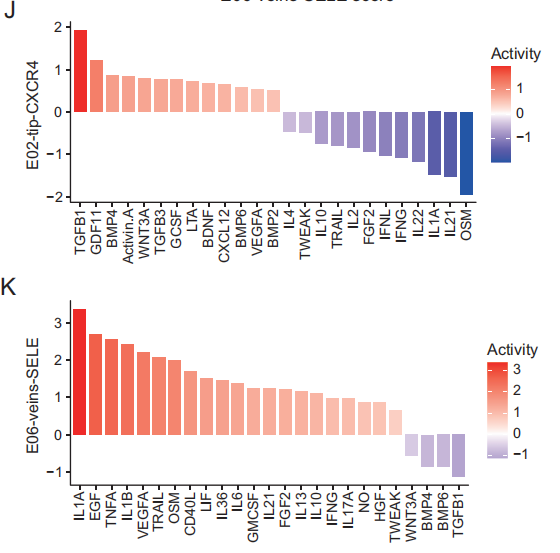 J
E02-tip-CXCR4
2
1
0
−1
−2
TGFB1
GDF11
BMP4
Activin.A
WNT3A
TGFB3
GCSF
LTA
BDNF
CXCL12
BMP6
VEGFA
BMP2
IL4
TWEAK
IL10
TRAIL
IL2
FGF2
IFNL
IFNG
IL22
IL1A
IL21
OSM
Activity
1
0
−1
K
E06-veins-SELE
3
2
1
0
−1
IL1A
EGF
TNFA
IL1B
VEGFA
TRAIL
OSM
CD40L
LIF
IL36
IL6
GMCSF
IL21
FGF2
IL13
IL10
IFNG
IL17A
NO
HGF
TWEAK
WNT3A
BMP4
BMP6
TGFB1
Activity
3
2
1
0
−1